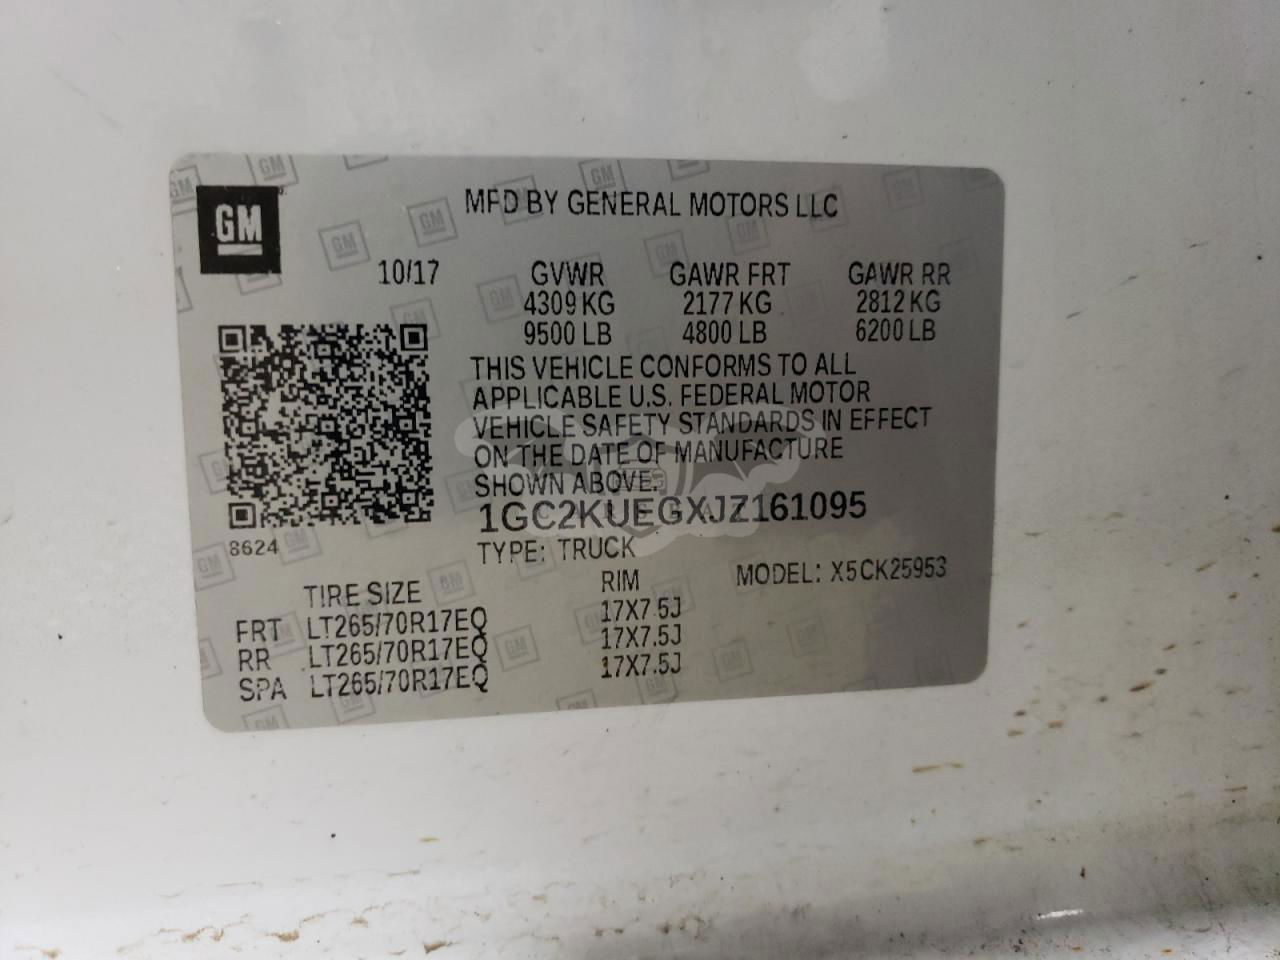 GM
MFD BY GENERAL MOTORS LLC
10/17 GVWR GAWR FRT GAWR RR
4309 KG 2177 KG 2812 KG
9500 LB 4800 LB 6200 LB
THIS VEHICLE CONFORMS TO ALL
APPLICABLE U.S. FEDERAL MOTOR
VEHICLE SAFETY STANDARDS IN EFFECT
ON THE DATE OF MANUFACTURE
SHOWN ABOVE.
1GC2KUEGXJZ161095
8624
TYPE: TRUCK
MODEL: X5CK25953
TIRE SIZE RIM
FRT LT265/70R17EQ 17X7.5J
RR LT265/70R17EQ 17X7.5J
SPA LT265/70R17EQ 17X7.5J